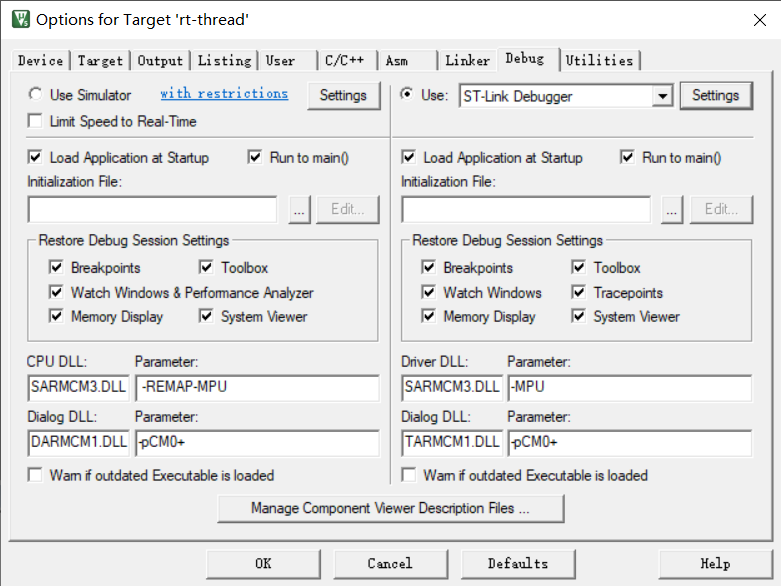 Options for Target 'rt-thread'
Device Target Output Listing User C/C++ Asm Linker Debug Utilities
Use Simulator with restrictions Settings Use: ST-Link Debugger Settings
Limit Speed to Real-Time
Load Application at Startup Run to main() Load Application at Startup Run to main()
Initialization File: Initialization File:
... Edit... ... Edit...
Restore Debug Session Settings Restore Debug Session Settings
Breakpoints Toolbox Breakpoints Toolbox
Watch Windows & Performance Analyzer Watch Windows Tracepoints
Memory Display System Viewer Memory Display System Viewer
CPU DLL: Parameter: Driver DLL: Parameter:
SARMCM3.DLL -REMAP-MPU SARMCM3.DLL -MPU
Dialog DLL: Parameter: Dialog DLL: Parameter:
DARMCM1.DLL -pCM0+ TARMCM1.DLL -pCM0+
Warn if outdated Executable is loaded Warn if outdated Executable is loaded
Manage Component Viewer Description Files ...
OK Cancel Defaults Help